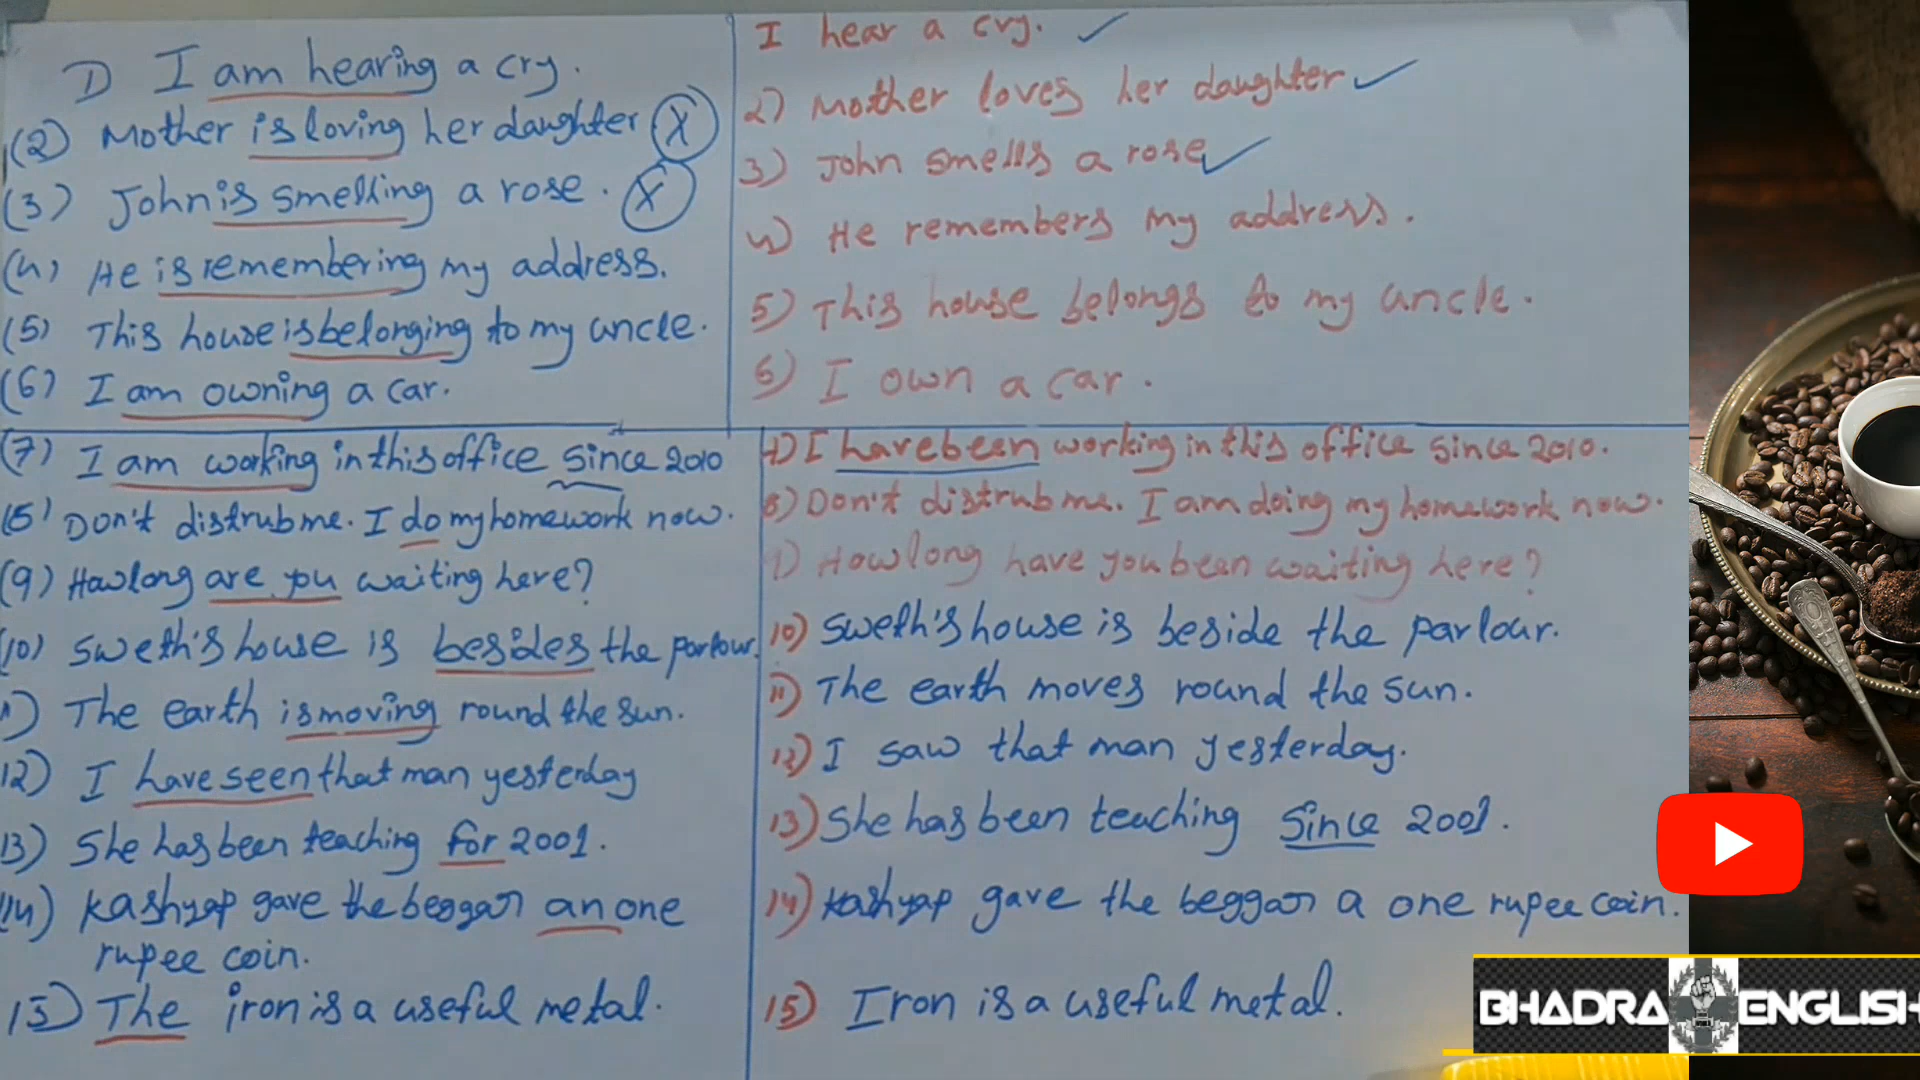 1) I am hearing a cry.
(2) Mother is loving her daughter X
(3) John is smelling a rose. X
(4) He is remembering my address.
(5) This house is belonging to my uncle.
(6) I am owning a car.
I hear a cry. ✓
2) Mother loves her daughter ✓
3) John smells a rose ✓
4) He remembers my address.
5) This house belongs to my uncle.
6) I own a car.
(7) I am working in this office since 2010
(5) Don't distrub me. I do my homework now.
(9) How long are you waiting here?
(10) Sweth's house is besides the parlour.
1) The earth is moving round the sun.
12) I have seen that man yesterday
13) She has been teaching for 2001.
(14) Kashyap gave the beggar an one
rupee coin.
15) The iron is a useful metal.
7) I have been working in this office since 2010.
8) Don't distrub me. I am doing my homework now.
9) How long have you been waiting here?
10) Sweth's house is beside the parlour.
11) The earth moves round the sun.
12) I saw that man yesterday.
13) She has been teaching since 2001.
14) Kashyap gave the beggar a one rupee coin.
15) Iron is a useful metal.
BHADRA ENGLISH